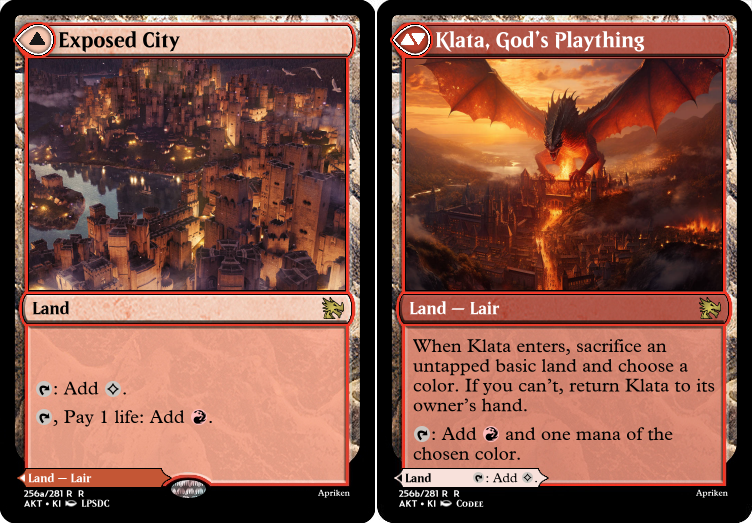 Exposed City
Land
: Add .
, Pay 1 life: Add .
Land — Lair
256a/281 R R
AKT • KI LPSDC
Apriken
Klata, God's Plaything
Land — Lair
When Klata enters, sacrifice an
untapped basic land and choose a
color. If you can't, return Klata to its
owner's hand.
: Add and one mana of the
chosen color.
Land : Add .
256b/281 R R
AKT • KI Codee
Apriken